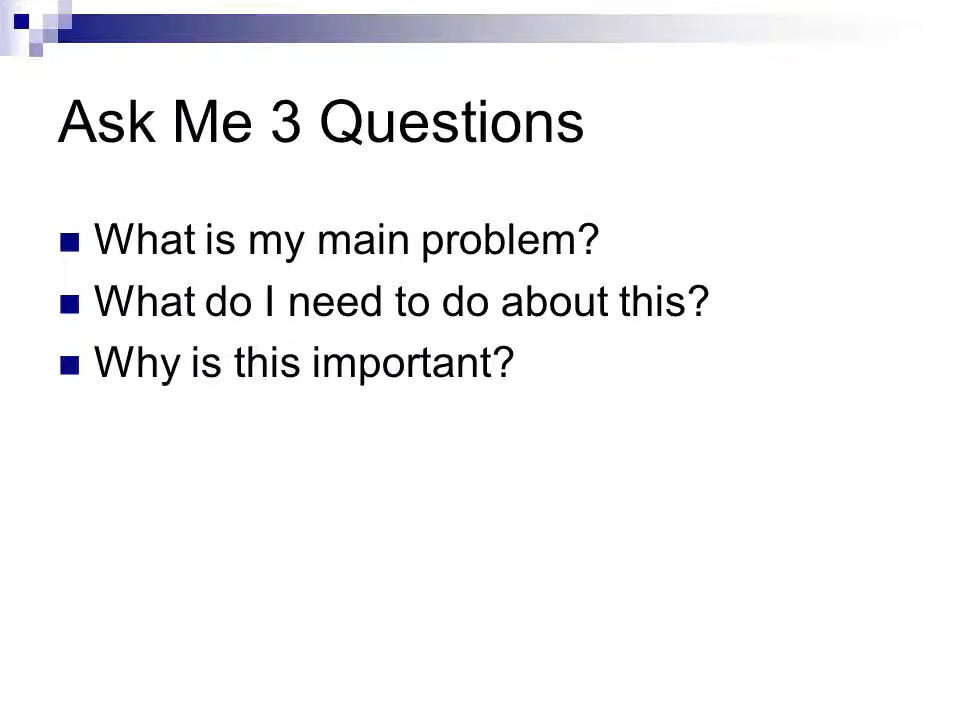 Ask Me 3 Questions
What is my main problem?
What do I need to do about this?
Why is this important?